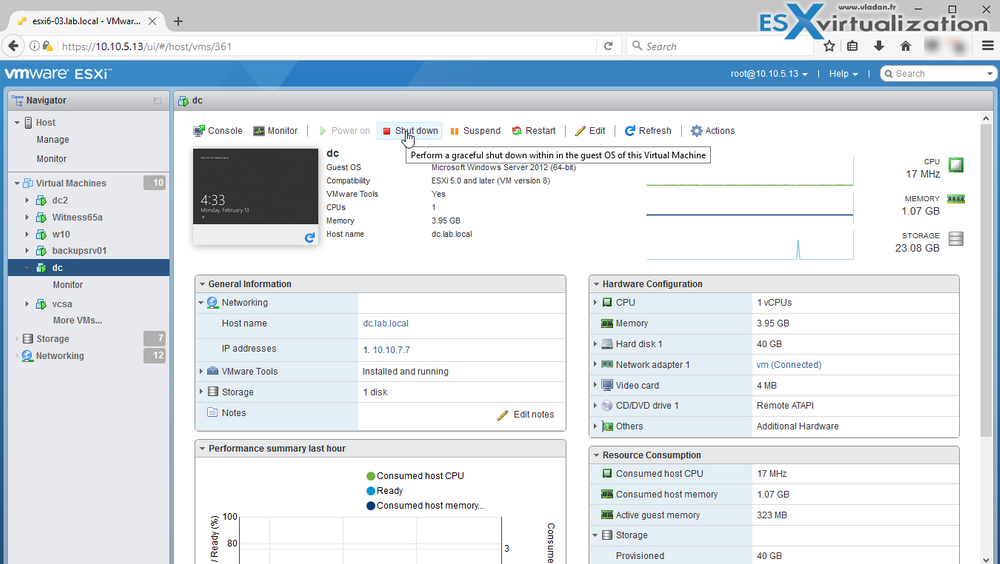 www.vladan.fr
ESX virtualization
esxi6-03.lab.local - VMwar...
https://10.10.5.13/ui/#/host/vms/361
Search
vmware ESXi™
root@10.10.5.13
Help
Search
Navigator
Host
Manage
Monitor
Virtual Machines 10
dc2
Witness65a
w10
backupsrv01
dc
Monitor
vcsa
More VMs...
Storage 7
Networking 12
dc
Console Monitor Power on Shut down Suspend Restart Edit Refresh Actions
Perform a graceful shut down within in the guest OS of this Virtual Machine
4:33
Monday, February 13
dc
Guest OS Microsoft Windows Server 2012 (64-bit)
Compatibility ESXi 5.0 and later (VM version 8)
VMware Tools Yes
CPUs 1
Memory 3.95 GB
Host name dc.lab.local
CPU
17 MHz
MEMORY
1.07 GB
STORAGE
23.08 GB
General Information
Networking
Host name dc.lab.local
IP addresses 1. 10.10.7.7
VMware Tools Installed and running
Storage 1 disk
Notes
Edit notes
Performance summary last hour
Consumed host CPU
Ready
Consumed host memory...
100
80
3
/ Ready (%)
Consume
Hardware Configuration
CPU 1 vCPUs
Memory 3.95 GB
Hard disk 1 40 GB
Network adapter 1 vm (Connected)
Video card 4 MB
CD/DVD drive 1 Remote ATAPI
Others Additional Hardware
Resource Consumption
Consumed host CPU 17 MHz
Consumed host memory 1.07 GB
Active guest memory 323 MB
Storage
Provisioned 40 GB